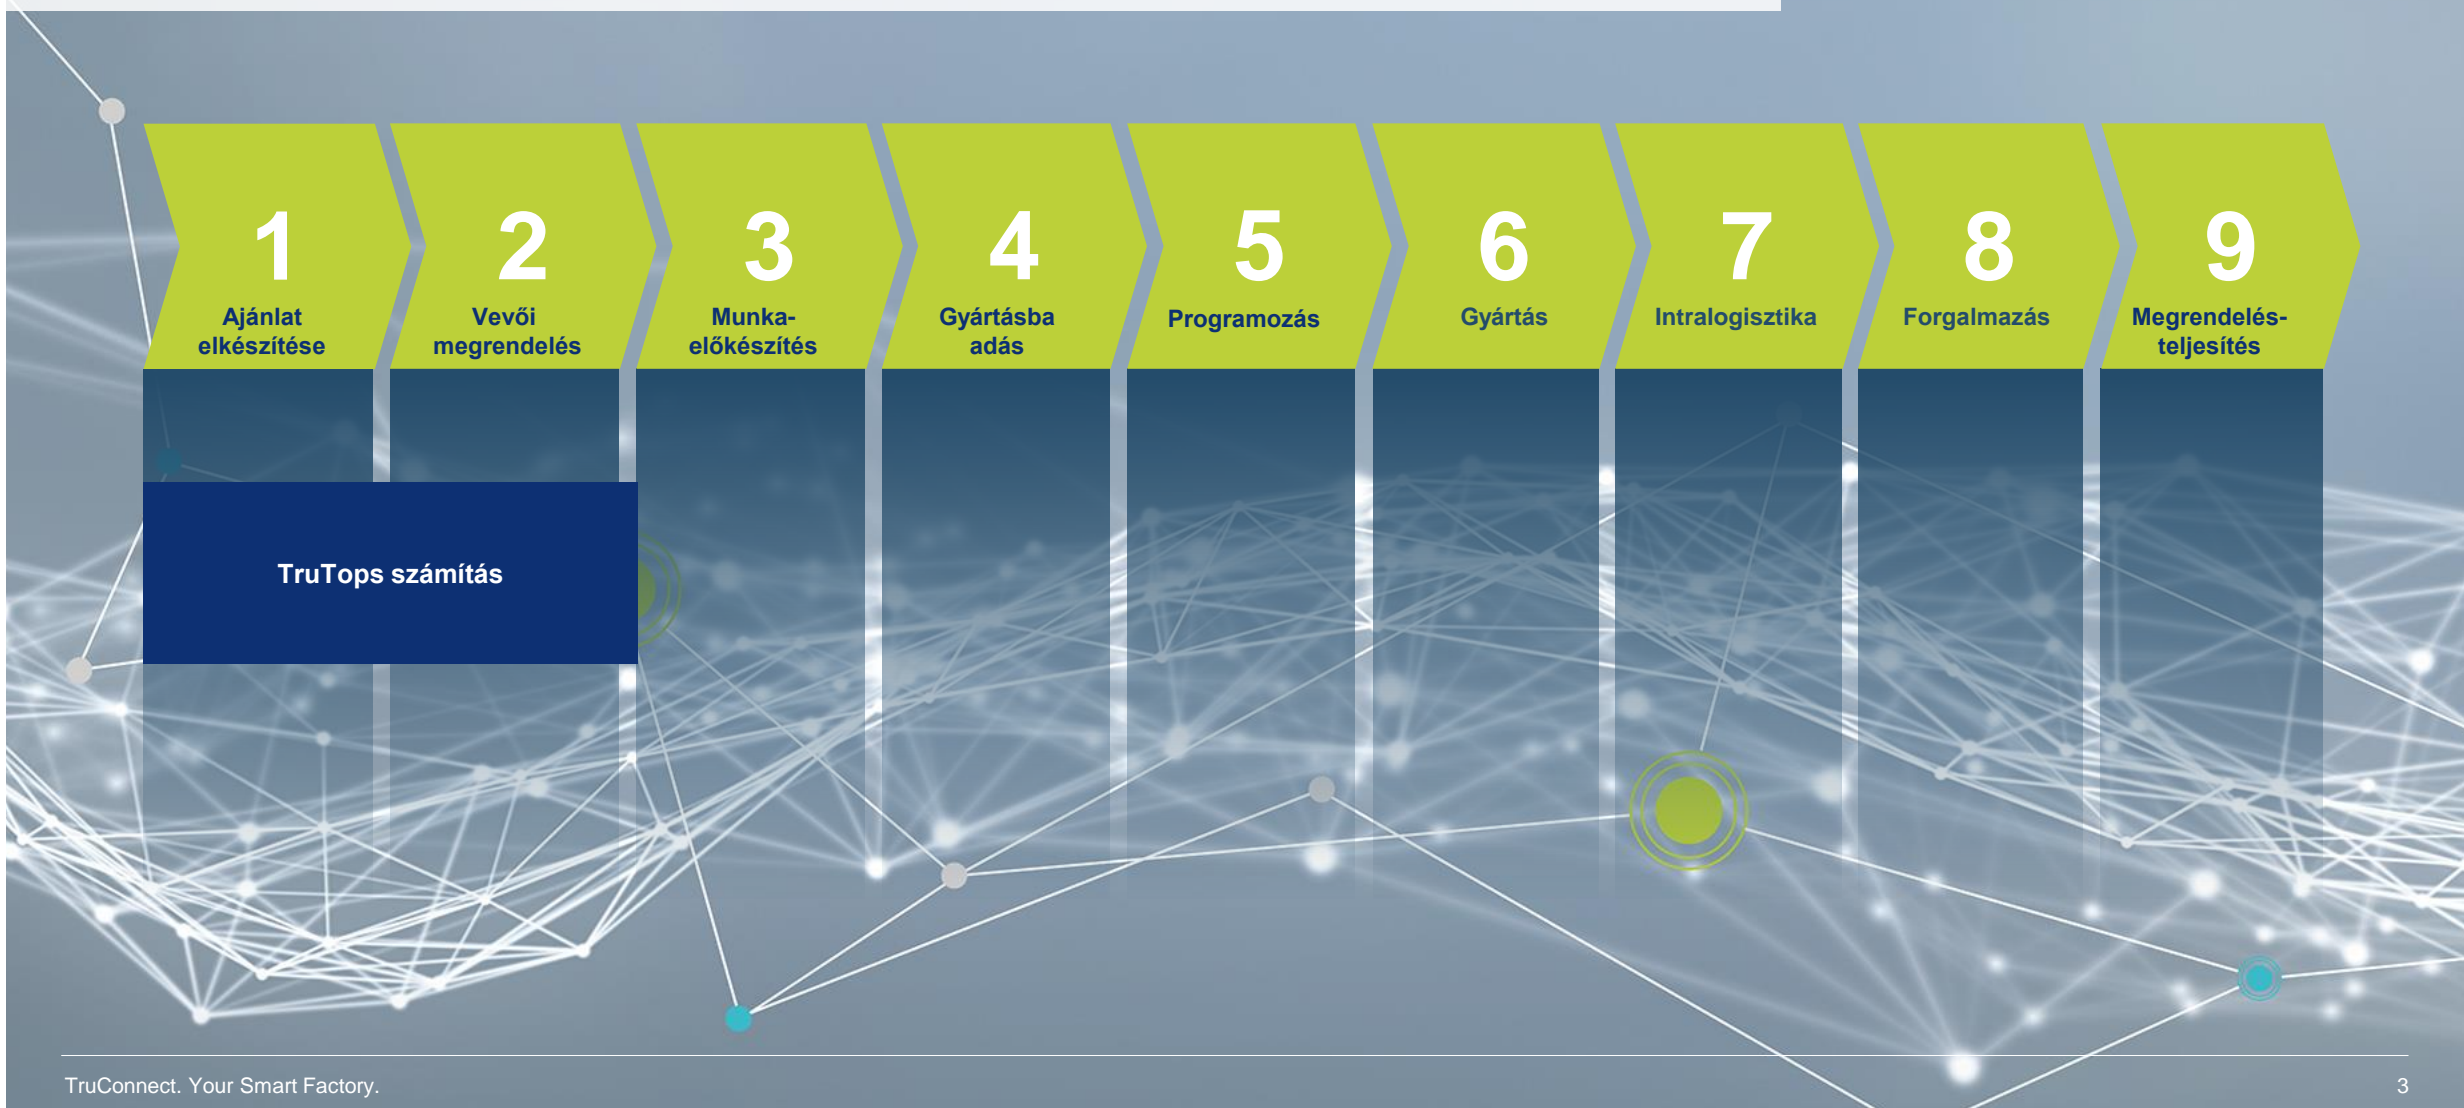 1
Ajánlat
elkészítése
2
Vevői
megrendelés
3
Munka-
előkészítés
4
Gyártásba
adás
5
Programozás
6
Gyártás
7
Intralogisztika
8
Forgalmazás
9
Megrendelés-
teljesítés
TruTops számítás
TruConnect. Your Smart Factory.
3